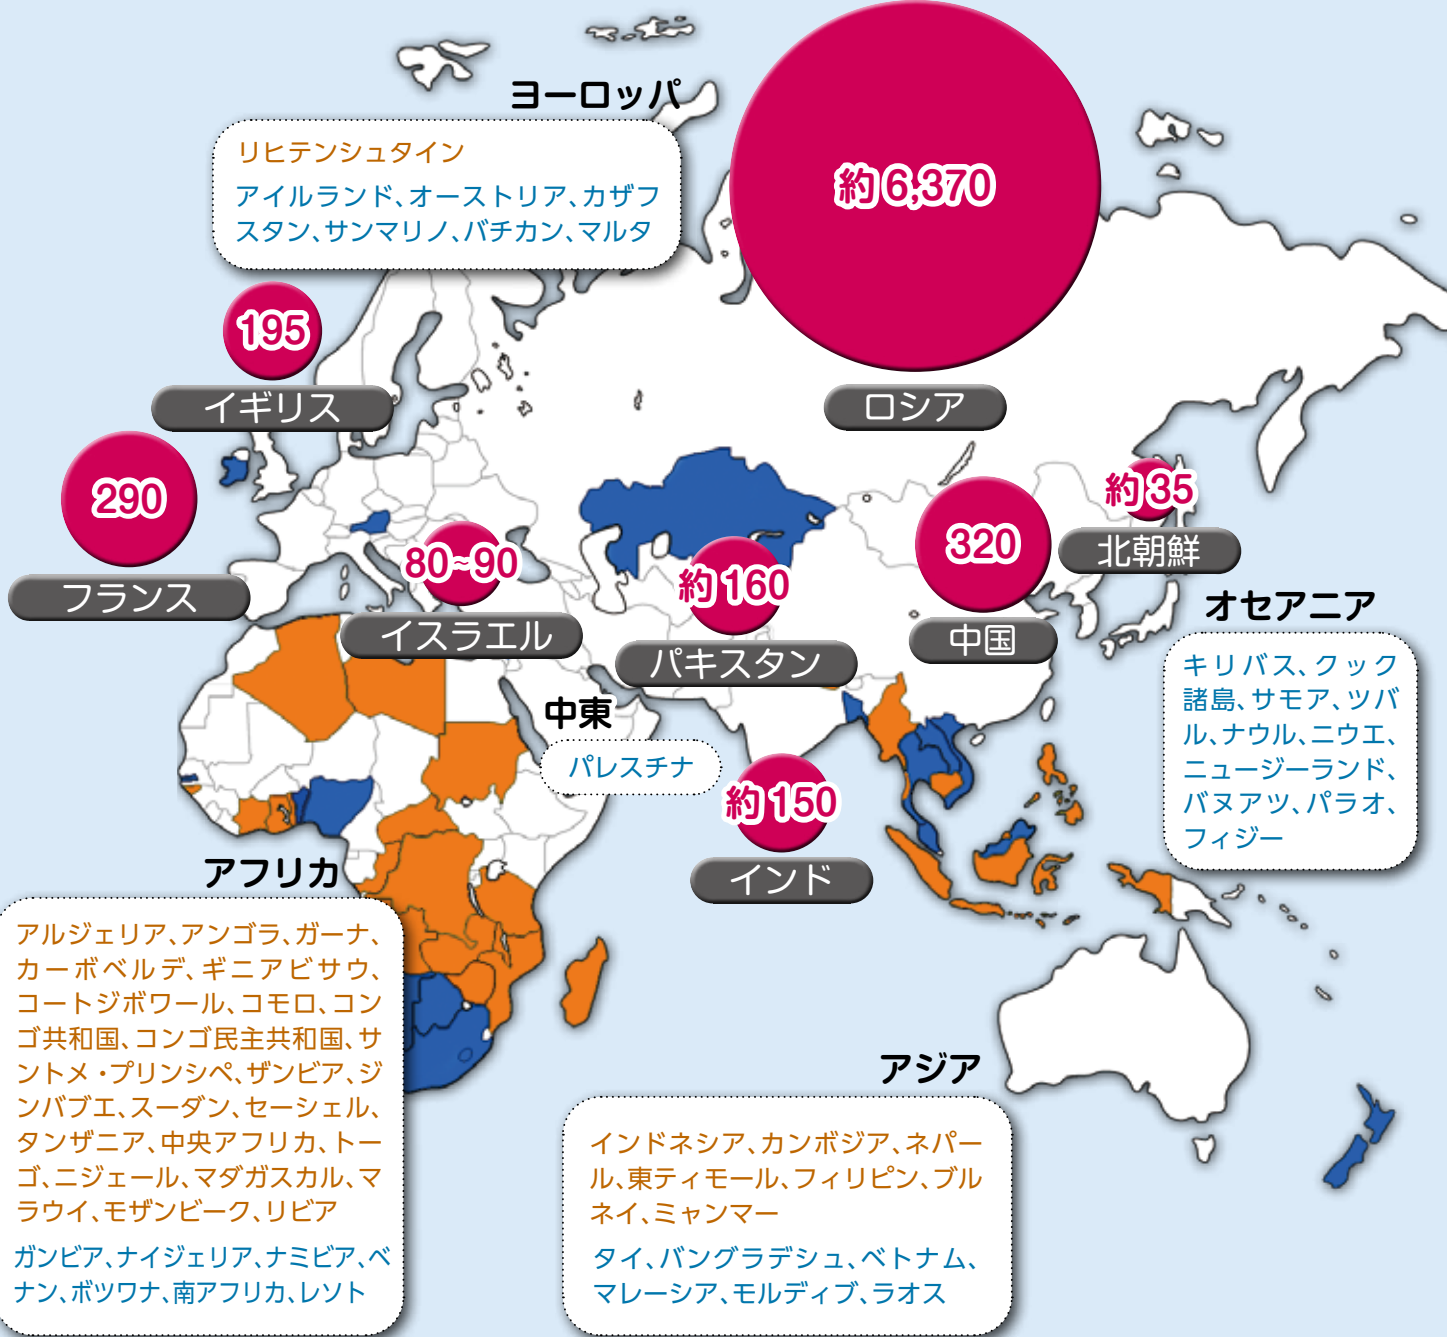 ヨーロッパ
リヒテンシュタイン
アイルランド、オーストリア、カザフ
スタン、サンマリノ、バチカン、マルタ
約6,370
ロシア
195
イギリス
290
フランス
80~90
イスラエル
約160
パキスタン
320
中国
約35
北朝鮮
中東
パレスチナ
約150
インド
オセアニア
キリバス、クック
諸島、サモア、ツバ
ル、ナウル、ニウエ、
ニュージーランド、
バヌアツ、パラオ、
フィジー
アフリカ
アルジェリア、アンゴラ、ガーナ、
カーボベルデ、ギニアビサウ、
コートジボワール、コモロ、コン
ゴ共和国、コンゴ民主共和国、サ
ントメ・プリンシペ、ザンビア、ジ
ンバブエ、スーダン、セーシェル、
タンザニア、中央アフリカ、トー
ゴ、ニジェール、マダガスカル、マ
ラウイ、モザンビーク、リビア
ガンビア、ナイジェリア、ナミビア、ベ
ナン、ボツワナ、南アフリカ、レソト
アジア
インドネシア、カンボジア、ネパー
ル、東ティモール、フィリピン、ブル
ネイ、ミャンマー
タイ、バングラデシュ、ベトナム、
マレーシア、モルディブ、ラオス